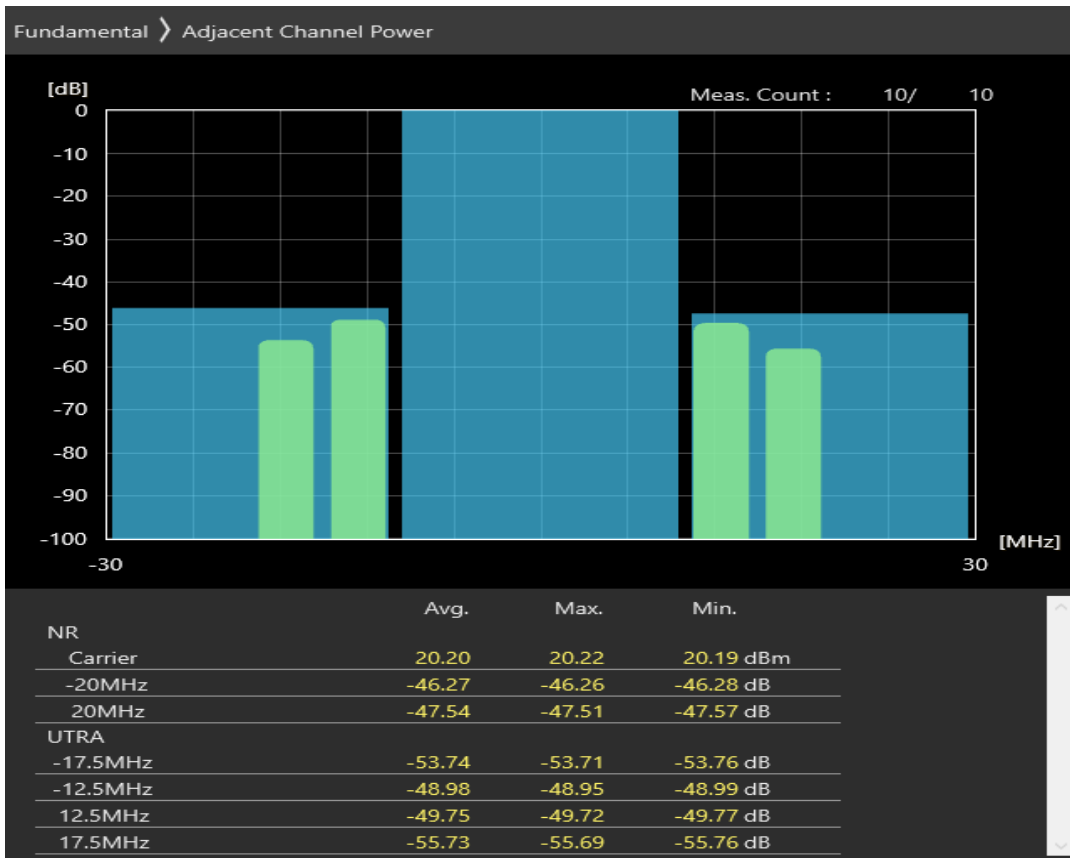 Fundamental 〉 Adjacent Channel Power
[dB]
Meas. Count : 10/ 10
0
-10
-20
-30
-40
-50
-60
-70
-80
-90
-100
[MHz]
-30 30
Avg. Max. Min.
NR
Carrier 20.20 20.22 20.19 dBm
-20MHz -46.27 -46.26 -46.28 dB
20MHz -47.54 -47.51 -47.57 dB
UTRA
-17.5MHz -53.74 -53.71 -53.76 dB
-12.5MHz -48.98 -48.95 -48.99 dB
12.5MHz -49.75 -49.72 -49.77 dB
17.5MHz -55.73 -55.69 -55.76 dB